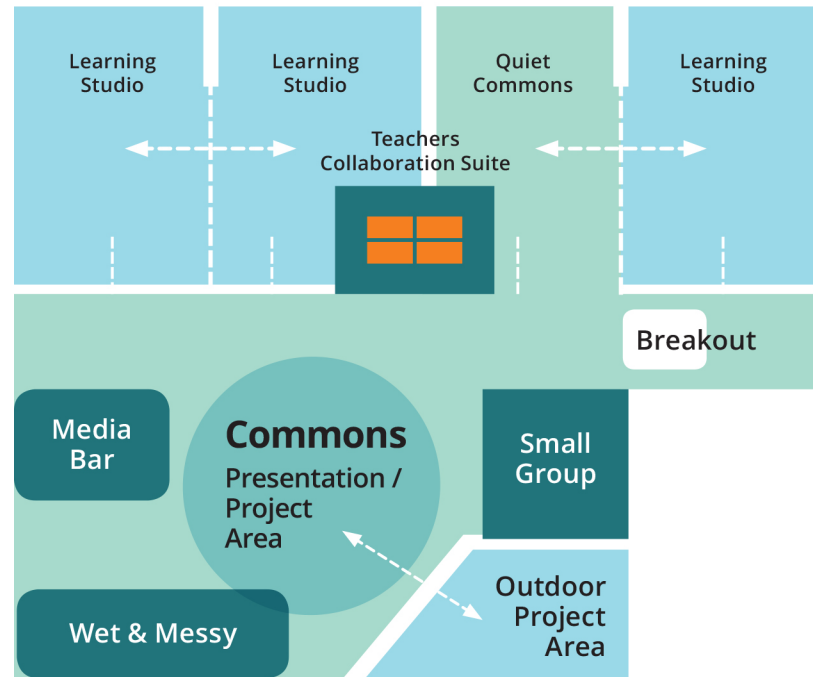 Learning
Studio
Learning
Studio
Quiet
Commons
Learning
Studio
Teachers
Collaboration Suite
Breakout
Media
Bar
Commons
Presentation /
Project
Area
Small
Group
Outdoor
Project
Area
Wet & Messy